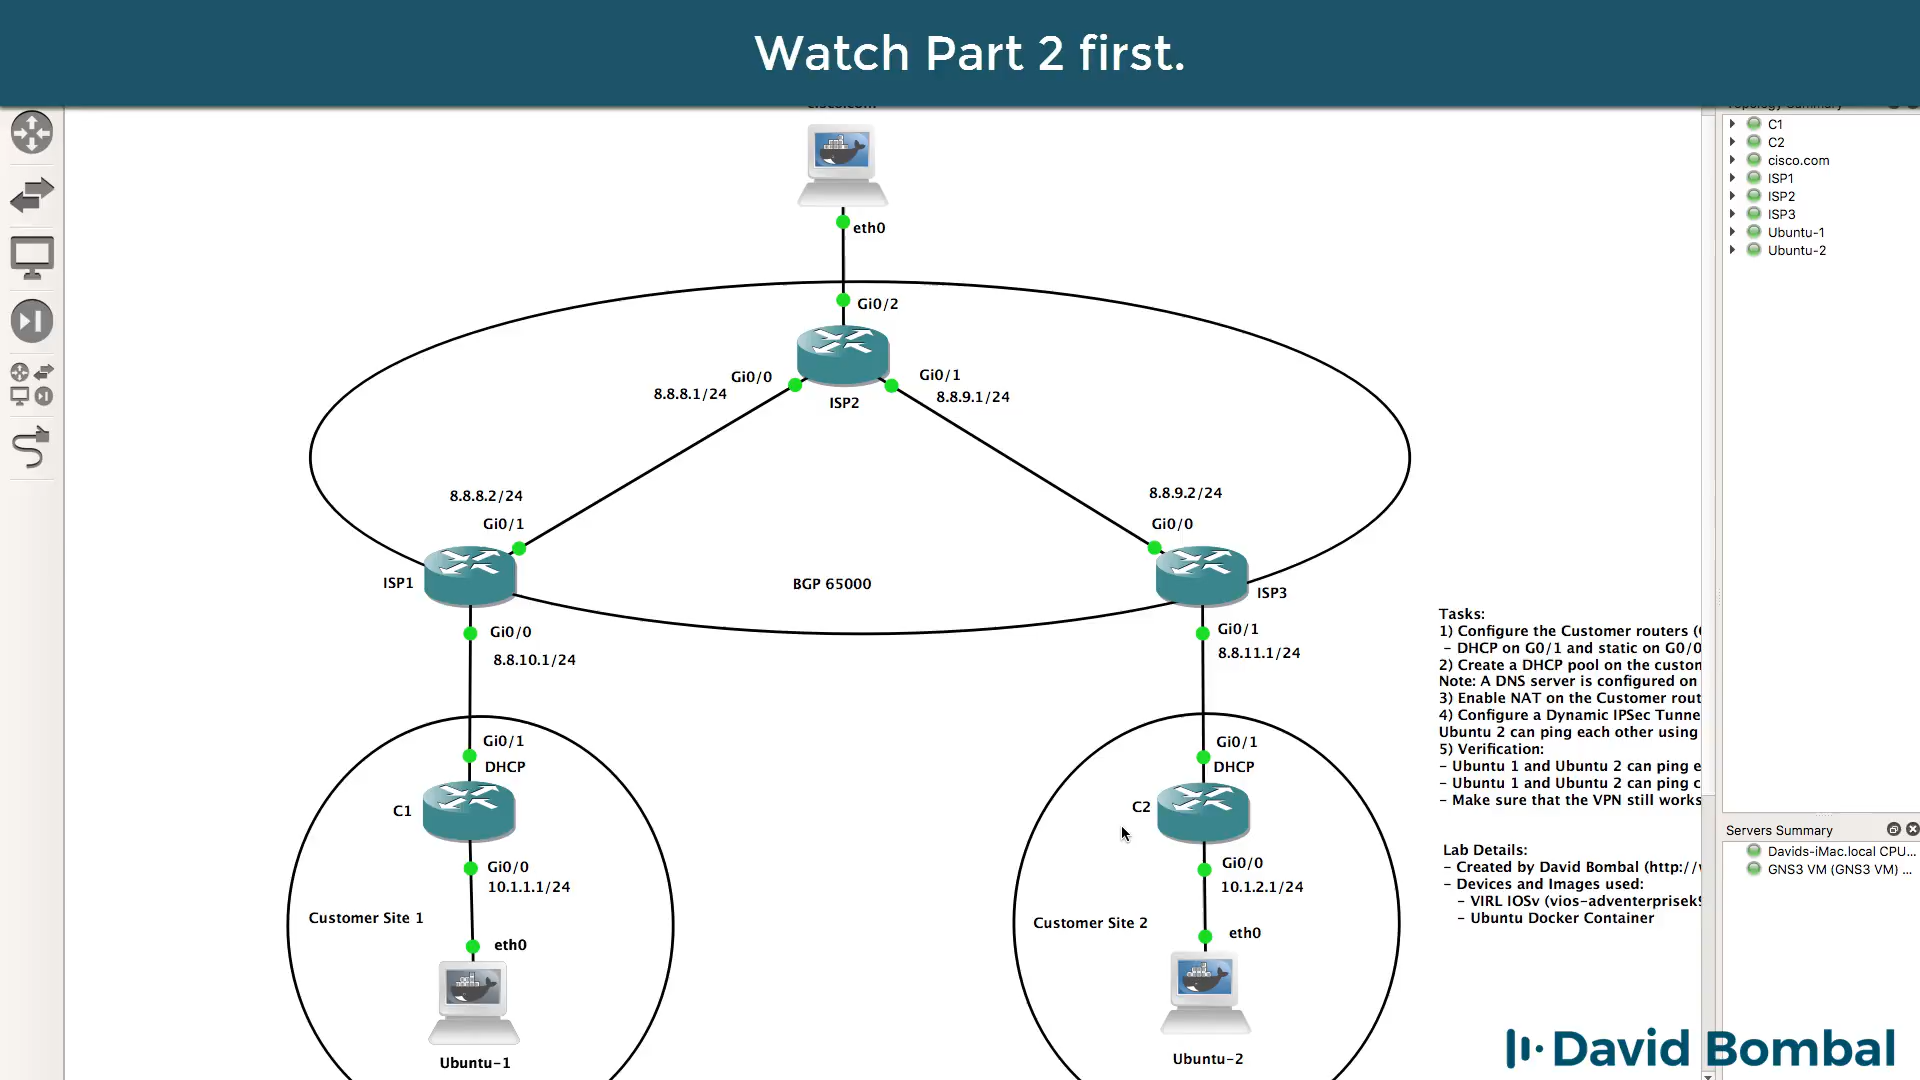 Watch Part 2 first.
cisco.com
eth0
Gi0/2
Gi0/0
8.8.8.1/24
Gi0/1
8.8.9.1/24
ISP2
8.8.8.2/24
Gi0/1
8.8.9.2/24
Gi0/0
ISP1
BGP 65000
ISP3
Gi0/0
8.8.10.1/24
Gi0/1
8.8.11.1/24
Gi0/1
DHCP
C1
Gi0/0
10.1.1.1/24
Customer Site 1
eth0
Ubuntu-1
Gi0/1
DHCP
C2
Gi0/0
10.1.2.1/24
Customer Site 2
eth0
Ubuntu-2
Tasks:
1) Configure the Customer routers (
- DHCP on G0/1 and static on G0/0
2) Create a DHCP pool on the custom
Note: A DNS server is configured on
3) Enable NAT on the Customer rout
4) Configure a Dynamic IPSec Tunne
Ubuntu 2 can ping each other using
5) Verification:
- Ubuntu 1 and Ubuntu 2 can ping e
- Ubuntu 1 and Ubuntu 2 can ping c
- Make sure that the VPN still works
Lab Details:
- Created by David Bombal (http://
- Devices and Images used:
- VIRL IOSv (vios-adventerprisek9
- Ubuntu Docker Container
Topology Summary
C1
C2
cisco.com
ISP1
ISP2
ISP3
Ubuntu-1
Ubuntu-2
Servers Summary
Davids-iMac.local CPU...
GNS3 VM (GNS3 VM) ...
David Bombal